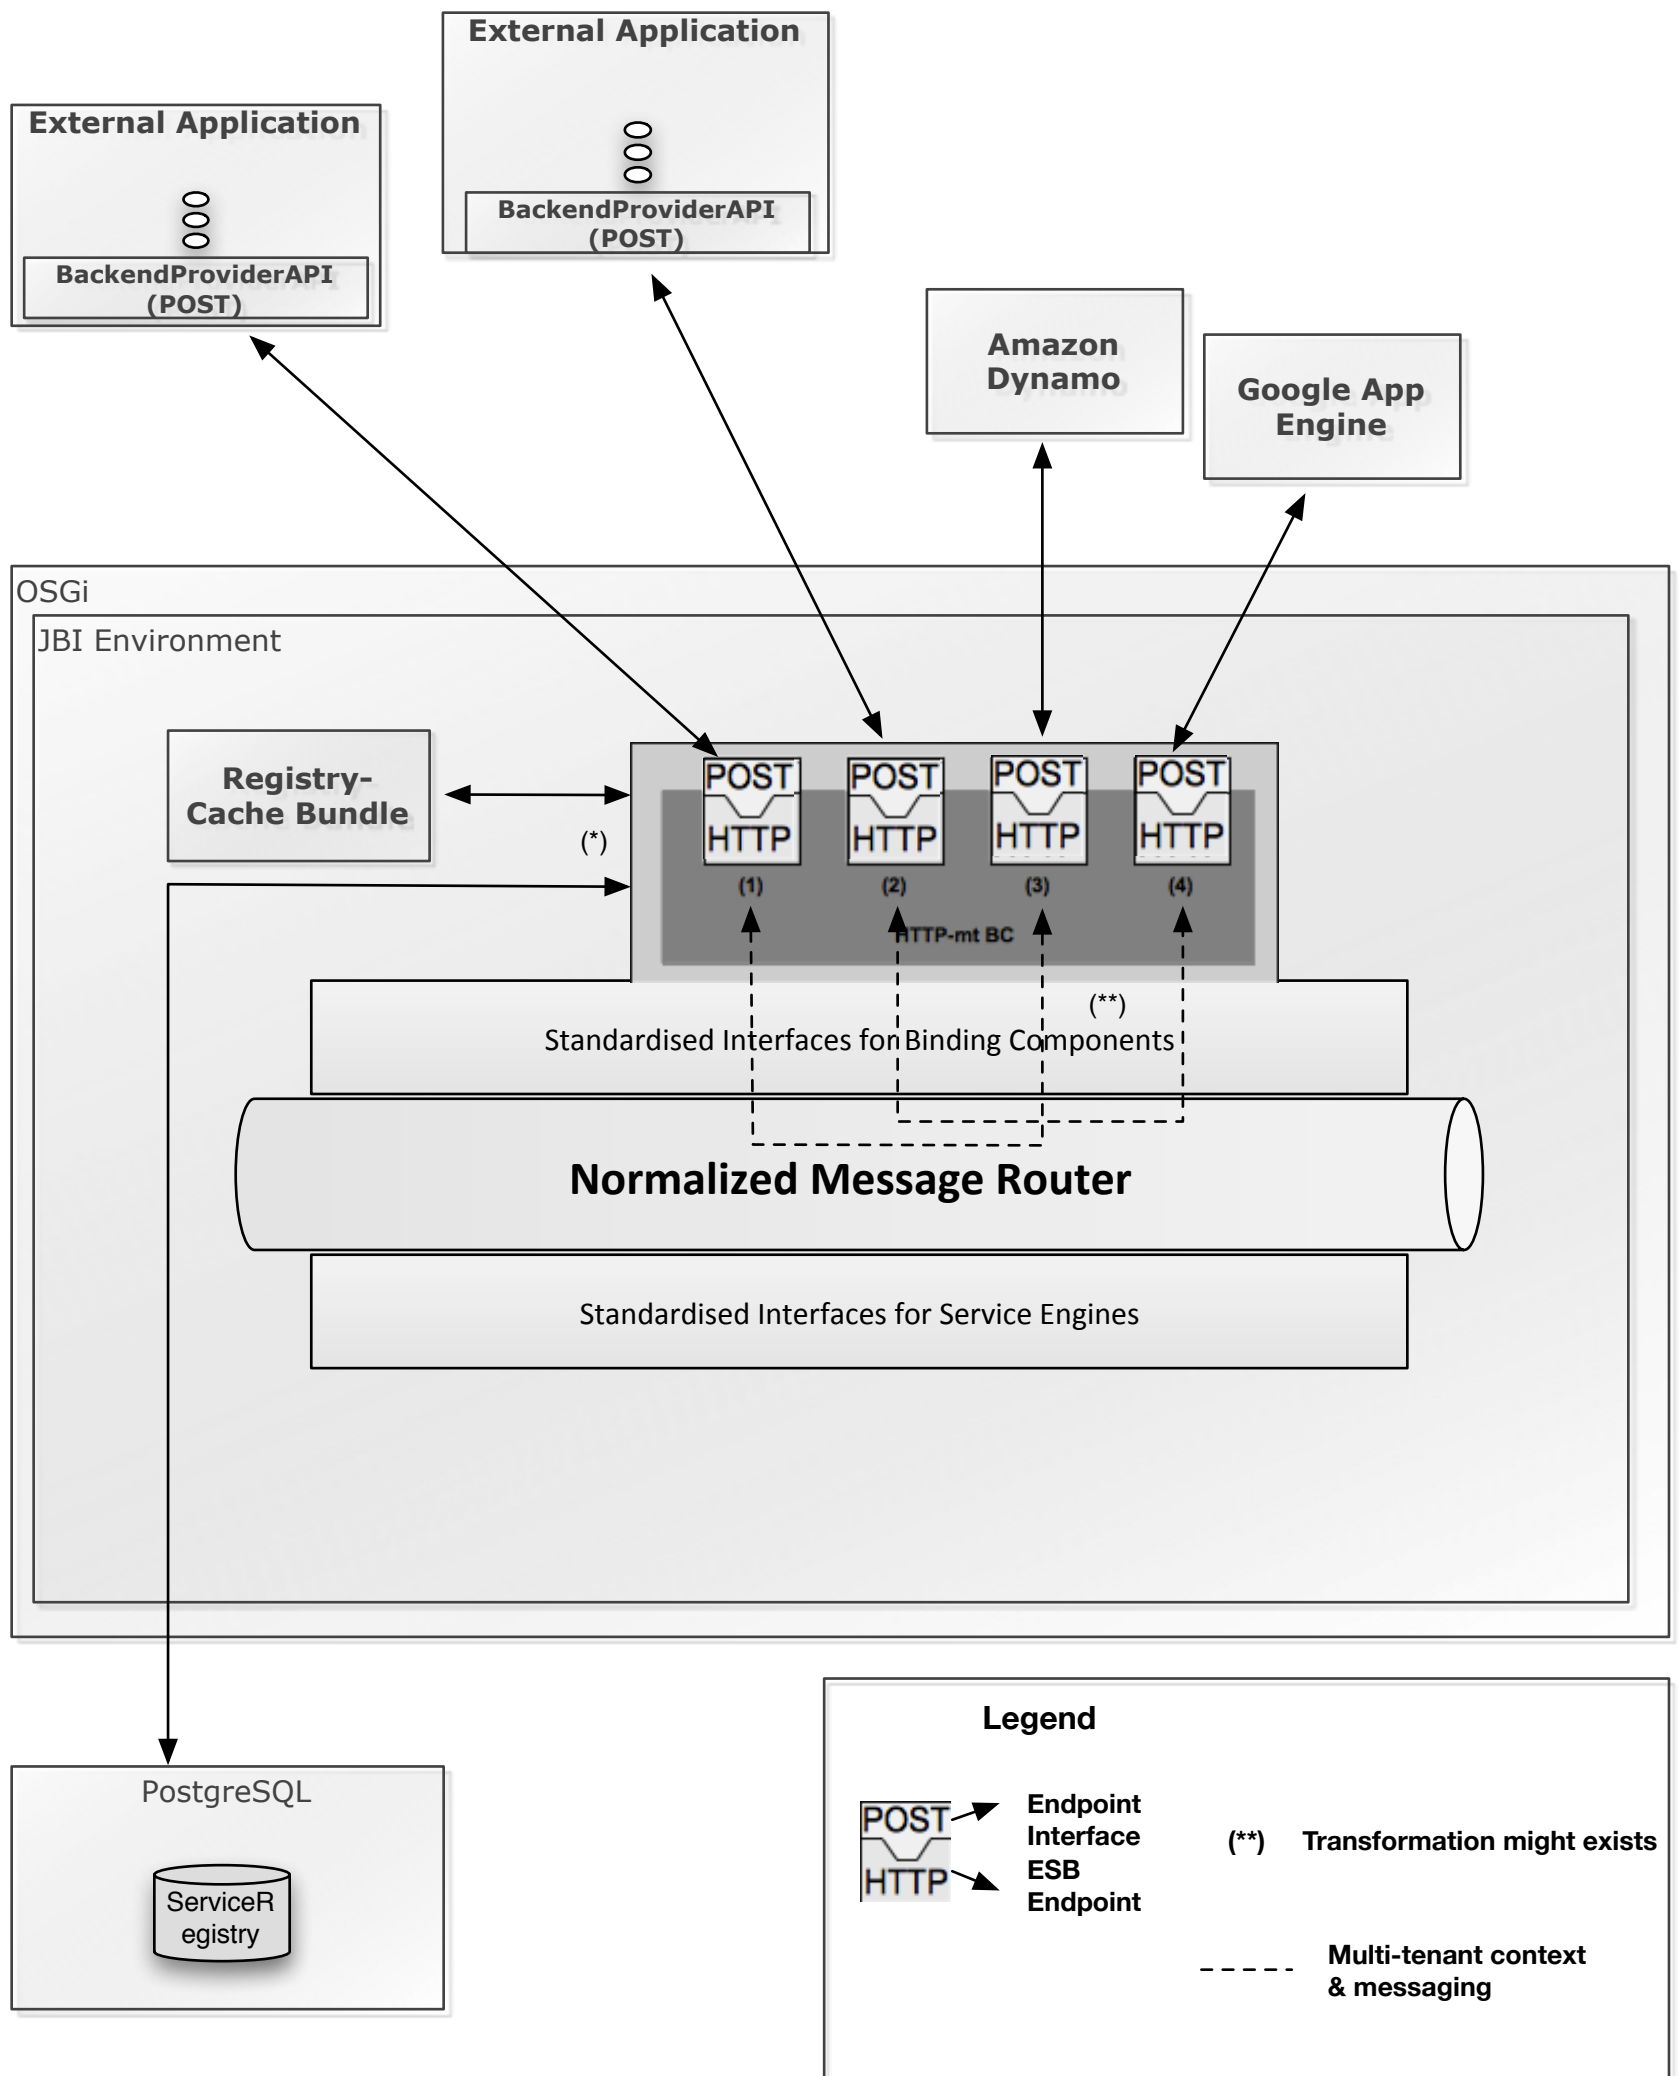 External Application
BackendProviderAPI
(POST)
External Application
BackendProviderAPI
(POST)
Amazon
Dynamo
Google App
Engine
OSGi
JBI Environment
Registry-
Cache Bundle
(*)
POST
HTTP
(1)
POST
HTTP
(2)
POST
HTTP
(3)
POST
HTTP
(4)
HTTP-mt BC
(**)
Standardised Interfaces for Binding Components
Normalized Message Router
Standardised Interfaces for Service Engines
PostgreSQL
ServiceR
egistry
Legend
POST
HTTP
Endpoint
Interface
ESB
Endpoint
(**) Transformation might exists
Multi-tenant context
& messaging